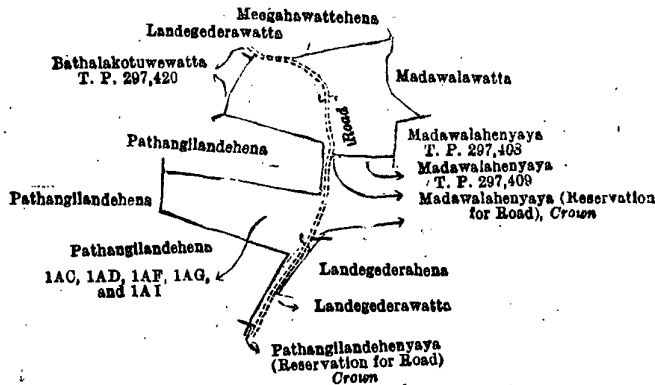 Meegahawattehena
Landegederawatta
Bathalakotuwewatta
T. P. 297,420
Madawalawatta
Road
Pathangilandehena
Madawalahenyaya
T. P. 297,408
Madawalahenyaya
T. P. 297,409
Pathangilandehena
Madawalahenyaya (Reservation
for Road), Crown
Pathangilandehena
1AC, 1AD, 1AF, 1AG,
and 1AI
Landegederahena
Landegederawatta
Pathangilandehenyaya
(Reservation for Road)
Crown